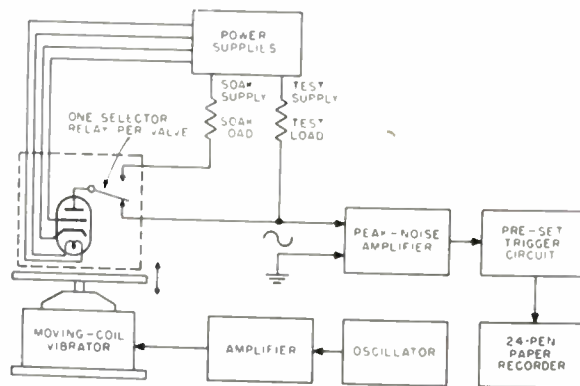 POWER
SUPPLIES
SOAK
SUPPLY
TEST
SUPPLY
ONE SELECTOR
RELAY PER VALVE
SOAK
LOAD
TEST
LOAD
PEAK-NOISE
AMPLIFIER
PRE-SET
TRIGGER
CIRCUIT
MOVING-COIL
VIBRATOR
AMPLIFIER
OSCILLATOR
24-PEN
PAPER
RECORDER